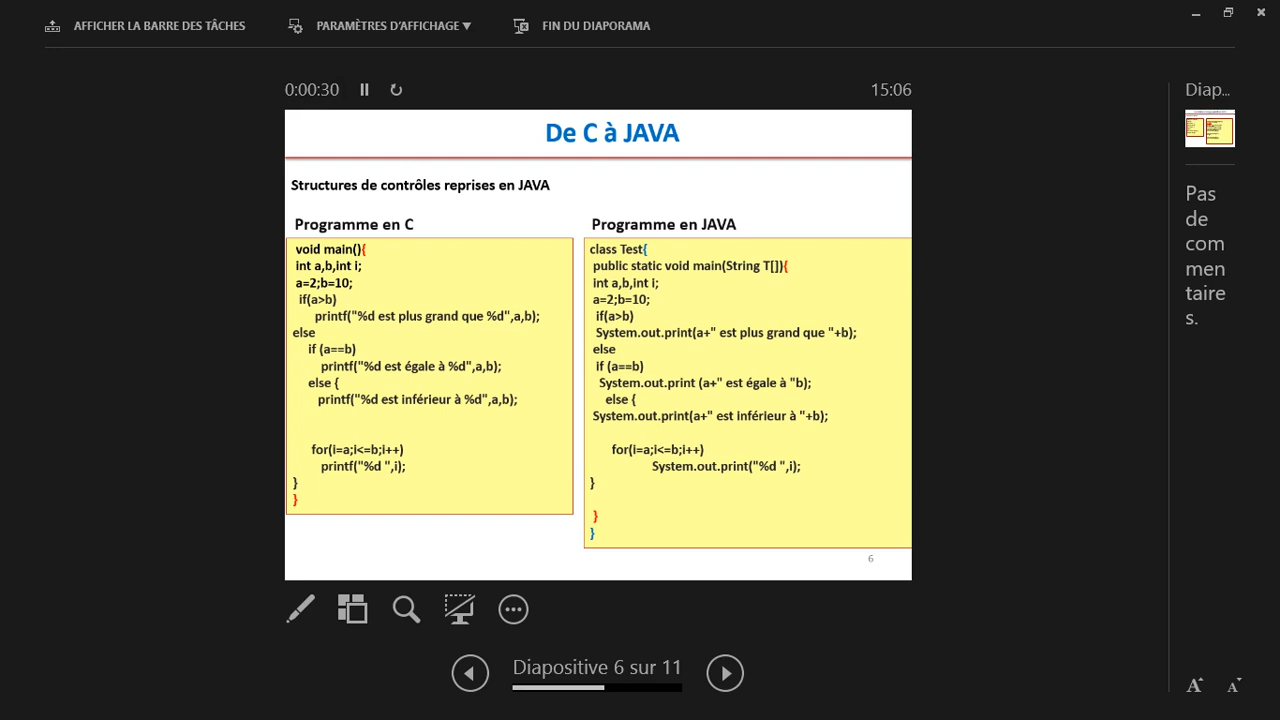 AFFICHER LA BARRE DES TÂCHES
PARAMÈTRES D'AFFICHAGE ▼
FIN DU DIAPORAMA
0:00:30
15:06
De C à JAVA
Structures de contrôles reprises en JAVA
Programme en C
void main(){
int a,b,int i;
a=2;b=10;
if(a>b)
printf("%d est plus grand que %d",a,b);
else
if (a==b)
printf("%d est égale à %d",a,b);
else {
printf("%d est inférieur à %d",a,b);
for(i=a;i<=b;i++)
printf("%d ",i);
}
}
Programme en JAVA
class Test{
public static void main(String T[]){
int a,b,int i;
a=2;b=10;
if(a>b)
System.out.print(a+" est plus grand que "+b);
else
if (a==b)
System.out.print (a+" est égale à "b);
else {
System.out.print(a+" est inférieur à "+b);
for(i=a;i<=b;i++)
System.out.print("%d ",i);
}
}
}
6
Diapositive 6 sur 11
Diap...
Pas
de
com
men
taire
s.
A
A